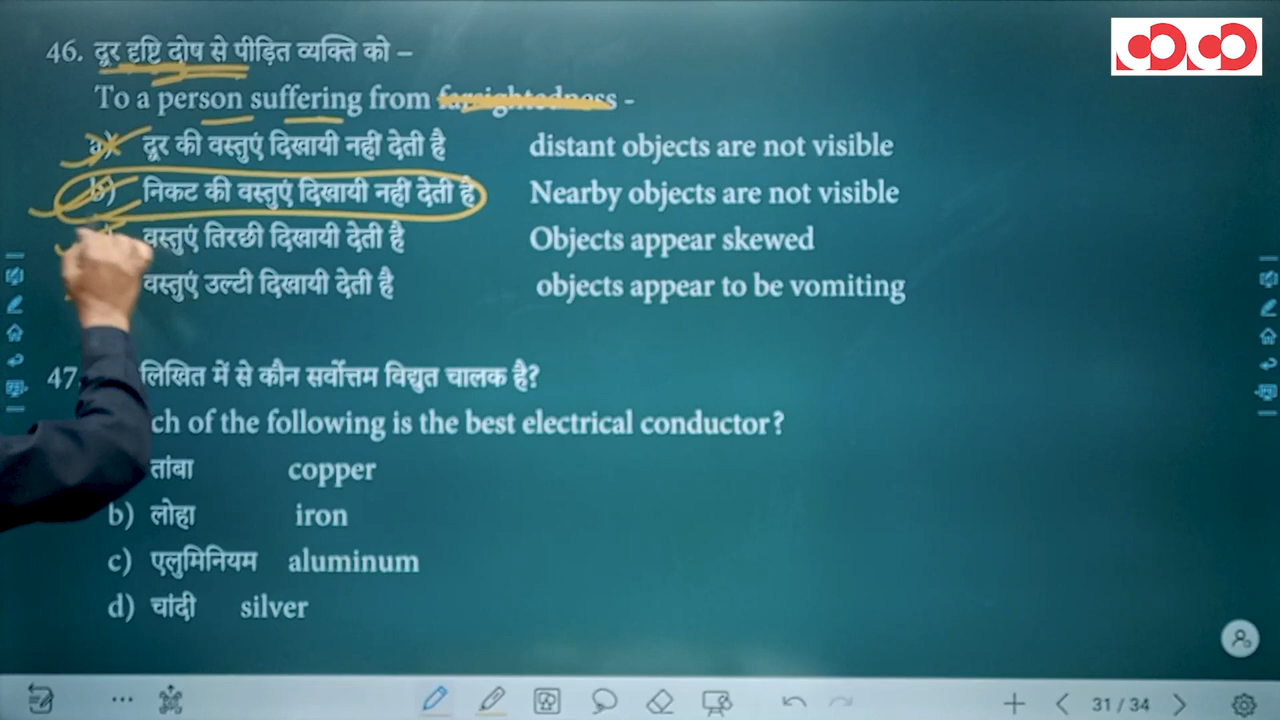 46. दूर दृष्टि दोष से पीड़ित व्यक्ति को –
To a person suffering from farsightedness -
a) दूर की वस्तुएं दिखायी नहीं देती है distant objects are not visible
b) निकट की वस्तुएं दिखायी नहीं देती है Nearby objects are not visible
वस्तुएं तिरछी दिखायी देती है Objects appear skewed
वस्तुएं उल्टी दिखायी देती है objects appear to be vomiting
47 लिखित में से कौन सर्वोत्तम विद्युत चालक है?
ch of the following is the best electrical conductor?
तांबा copper
b) लोहा iron
c) एलुमिनियम aluminum
d) चांदी silver
31 / 34